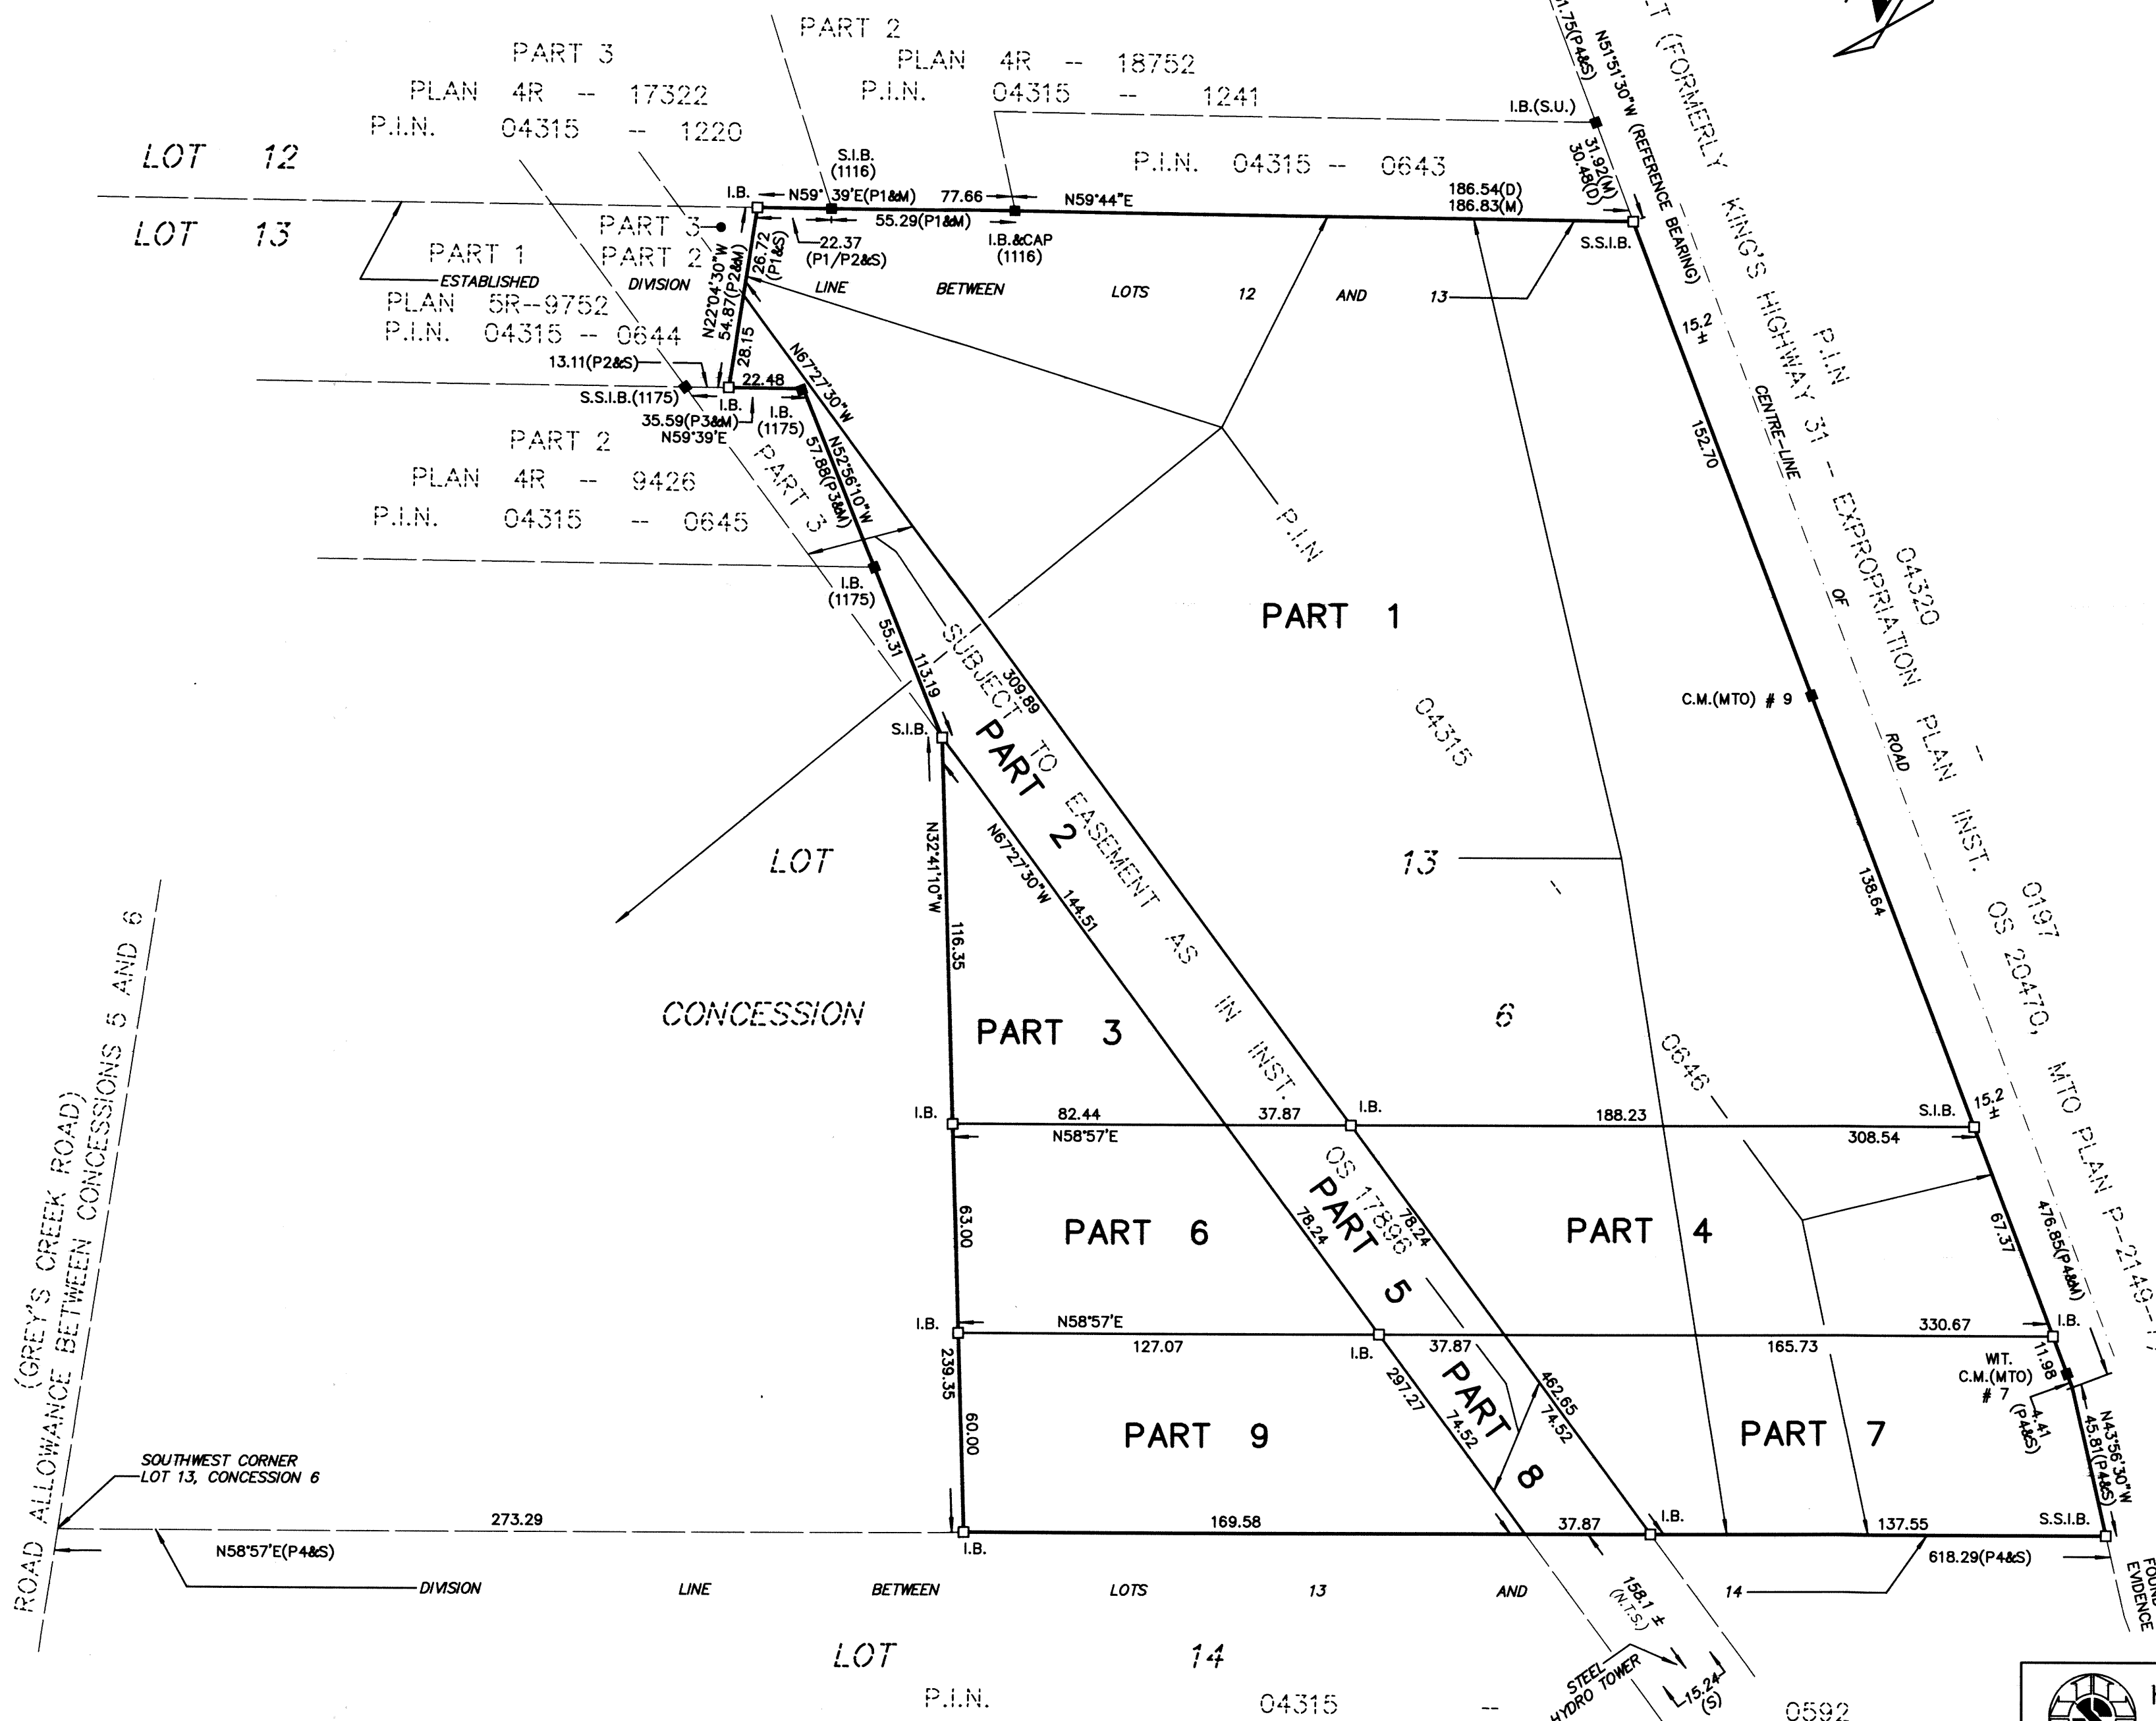 PART 2
PLAN 4R -- 18752
P.I.N. 04315 -- 1241
PART 3
PLAN 4R -- 17322
P.I.N. 04315 -- 1220
LOT 12
LOT 13
I.B.(S.U.)
P.I.N. 04315 -- 0643
S.I.B.
(1116)
I.B.
N59° 39'E(P1&M)
77.66
N59°44"E
186.54(D)
186.83(M)
31.92(M)
30.48(D)
N51°51'30"W (REFERENCE BEARING)
LT (FORMERLY KING'S HIGHWAY 31 -- EXPROPRIATION PLAN INST. OS 20470, MTO PLAN P--2149--
P.I.N 04320 -- 0197
55.29(P1&M)
22.37
(P1/P2&S)
I.B.&CAP
(1116)
S.S.I.B.
PART 3
PART 1
PART 2
ESTABLISHED DIVISION LINE BETWEEN LOTS 12 AND 13
PLAN 5R--9752
P.I.N. 04315 -- 0644
N22°04'30"W
54.87(P2&M)
26.72
(P1&S)
28.15
13.11(P2&S)
22.48
S.S.I.B.(1175)
I.B.
35.59(P3&M)
N59°39'E
I.B.
(1175)
N67°27'30"W
15.2
±
CENTRE-LINE OF ROAD
152.70
PART 2
PLAN 4R -- 9426
P.I.N. 04315 -- 0645
PART 3
N52°56'10"W
57.88(P3&M)
I.B.
(1175)
P.I.N 04315 -- 0646
PART 1
55.31
113.19
S.I.B.
309.89
SUBJECT TO EASEMENT AS IN INST. OS 17896
PART 2
C.M.(MTO) # 9
138.64
LOT 13
N32°41'10"W
N67°27'30"W
144.51
116.35
CONCESSION 6
PART 3
I.B.
82.44
37.87
I.B.
188.23
S.I.B.
15.2
±
N58°57'E
308.54
63.00
PART 6
78.24
PART 5
78.24
PART 4
67.37
476.85(P4&M)
I.B.
N58°57'E
330.67
I.B.
127.07
I.B.
37.87
165.73
11.98
WIT.
C.M.(MTO)
# 7
4.41
(P4&S)
239.35
60.00
PART 9
297.27
74.52
PART 8
462.65
74.52
PART 7
N43°56'30"W
45.81(P4&S)
(GREY'S CREEK ROAD)
ROAD ALLOWANCE BETWEEN CONCESSIONS 5 AND 6
SOUTHWEST CORNER
LOT 13, CONCESSION 6
273.29
169.58
37.87
I.B.
137.55
S.S.I.B.
N58°57'E(P4&S)
I.B.
618.29(P4&S)
DIVISION LINE BETWEEN LOTS 13 AND 14
158.1 ±
(N.T.S.)
EVIDENCE
LOT 14
STEEL
HYDRO TOWER
15.24
(S)
P.I.N. 04315 -- 0592